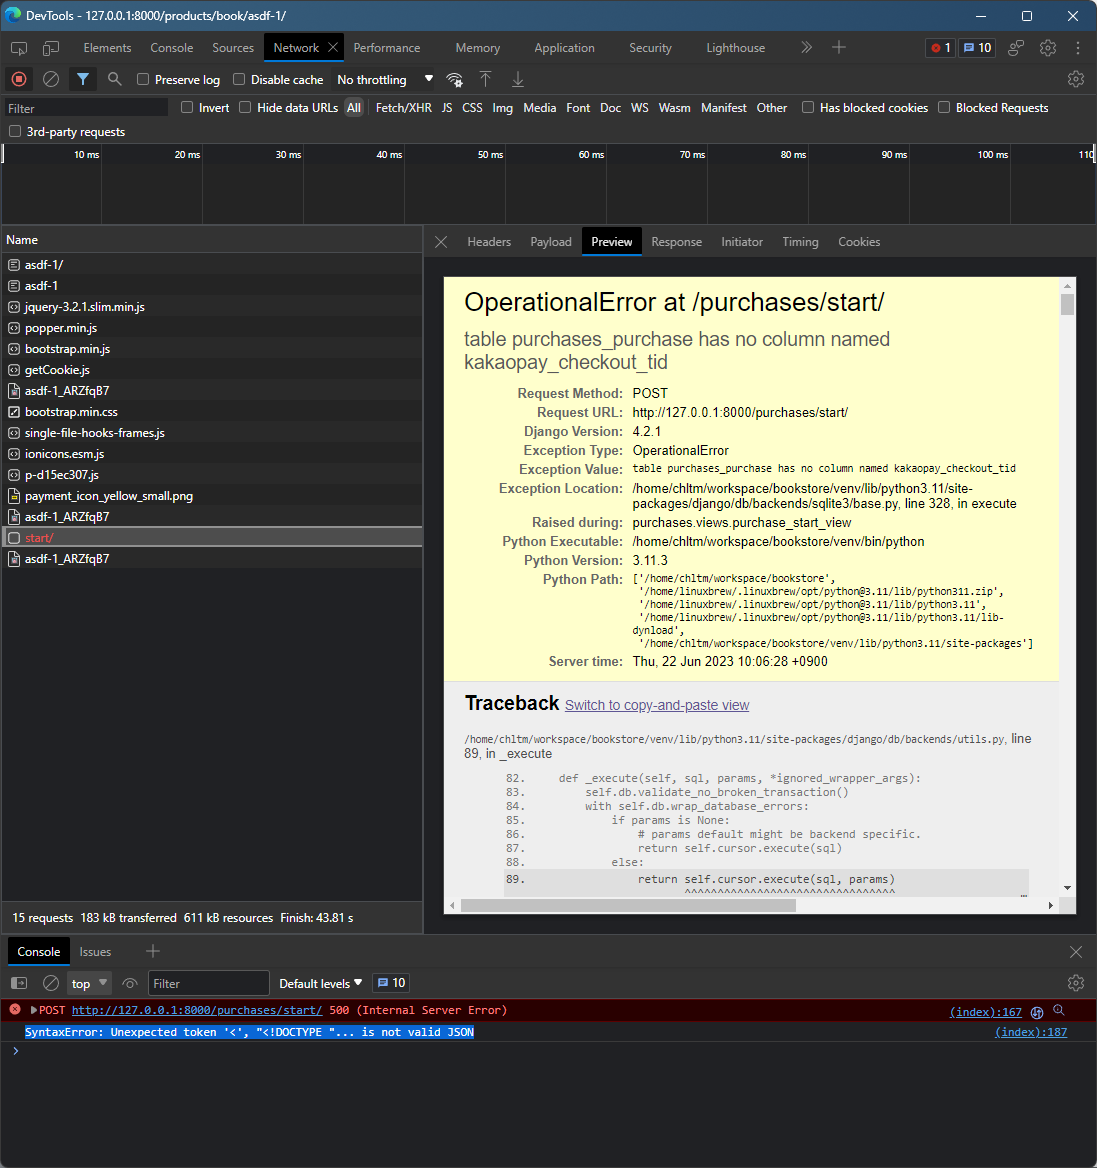 DevTools - 127.0.0.1:8000/products/book/asdf-1/
Elements Console Sources Network Performance Memory Application Security Lighthouse 1 10
Preserve log Disable cache No throttling
Filter Invert Hide data URLs All Fetch/XHR JS CSS Img Media Font Doc WS Wasm Manifest Other Has blocked cookies Blocked Requests
3rd-party requests
10 ms 20 ms 30 ms 40 ms 50 ms 60 ms 70 ms 80 ms 90 ms 100 ms 110
Name
asdf-1/
asdf-1
jquery-3.2.1.slim.min.js
popper.min.js
bootstrap.min.js
getCookie.js
asdf-1_ARZfqB7
bootstrap.min.css
single-file-hooks-frames.js
ionicons.esm.js
p-d15ec307.js
payment_icon_yellow_small.png
asdf-1_ARZfqB7
start/
asdf-1_ARZfqB7
15 requests 183 kB transferred 611 kB resources Finish: 43.81 s
Headers Payload Preview Response Initiator Timing Cookies
OperationalError at /purchases/start/
table purchases_purchase has no column named
kakaopay_checkout_tid
Request Method: POST
Request URL: http://127.0.0.1:8000/purchases/start/
Django Version: 4.2.1
Exception Type: OperationalError
Exception Value: table purchases_purchase has no column named kakaopay_checkout_tid
Exception Location: /home/chltm/workspace/bookstore/venv/lib/python3.11/site-
packages/django/db/backends/sqlite3/base.py, line 328, in execute
Raised during: purchases.views.purchase_start_view
Python Executable: /home/chltm/workspace/bookstore/venv/bin/python
Python Version: 3.11.3
Python Path: ['/home/chltm/workspace/bookstore',
'/home/linuxbrew/.linuxbrew/opt/python@3.11/lib/python311.zip',
'/home/linuxbrew/.linuxbrew/opt/python@3.11/lib/python3.11',
'/home/linuxbrew/.linuxbrew/opt/python@3.11/lib/python3.11/lib-
dynload',
'/home/chltm/workspace/bookstore/venv/lib/python3.11/site-packages']
Server time: Thu, 22 Jun 2023 10:06:28 +0900
Traceback Switch to copy-and-paste view
/home/chltm/workspace/bookstore/venv/lib/python3.11/site-packages/django/db/backends/utils.py, line
89, in _execute
82. def _execute(self, sql, params, *ignored_wrapper_args):
83. self.db.validate_no_broken_transaction()
84. with self.db.wrap_database_errors:
85. if params is None:
86. # params default might be backend specific.
87. return self.cursor.execute(sql)
88. else:
89. return self.cursor.execute(sql, params)
^^^^^^^^^^^^^^^^^^^^^^^^^^^^^^^^ …
Console Issues
top Filter Default levels 10
POST http://127.0.0.1:8000/purchases/start/ 500 (Internal Server Error) (index):167
SyntaxError: Unexpected token '<', "<!DOCTYPE "... is not valid JSON (index):187